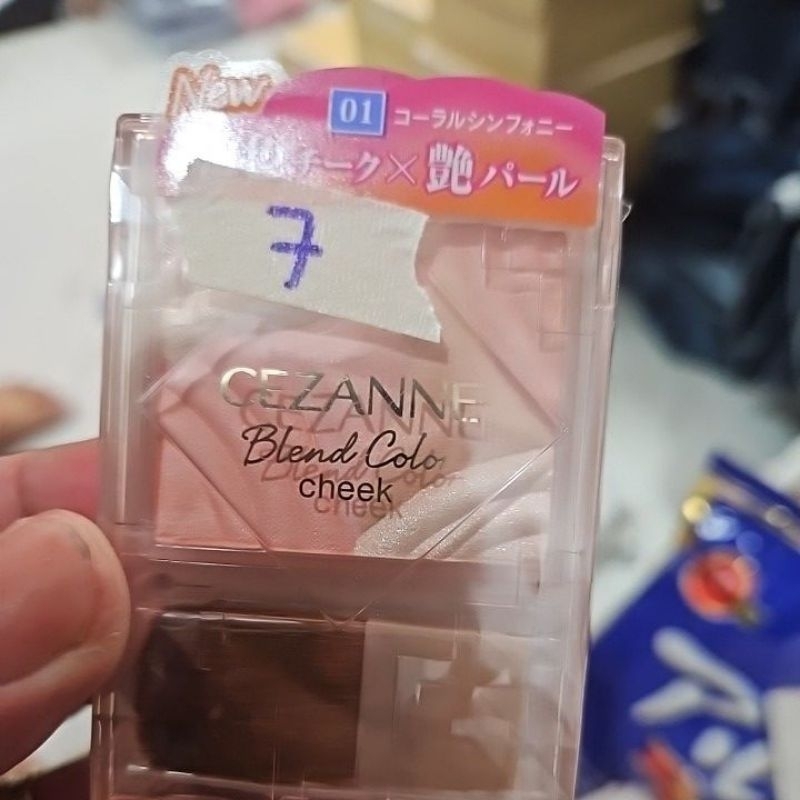 New
01 コーラルシンフォニー
チーク×艶パール
7
CEZANNE
Blend Colo
cheek